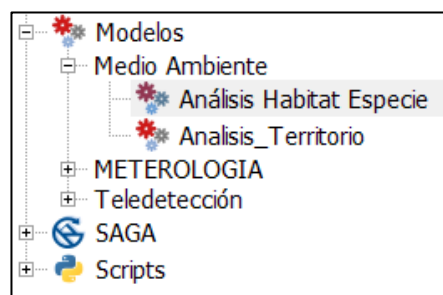 Modelos
Medio Ambiente
Análisis Habitat Especie
Analisis_Territorio
METEROLOGIA
Teledetección
SAGA
Scripts